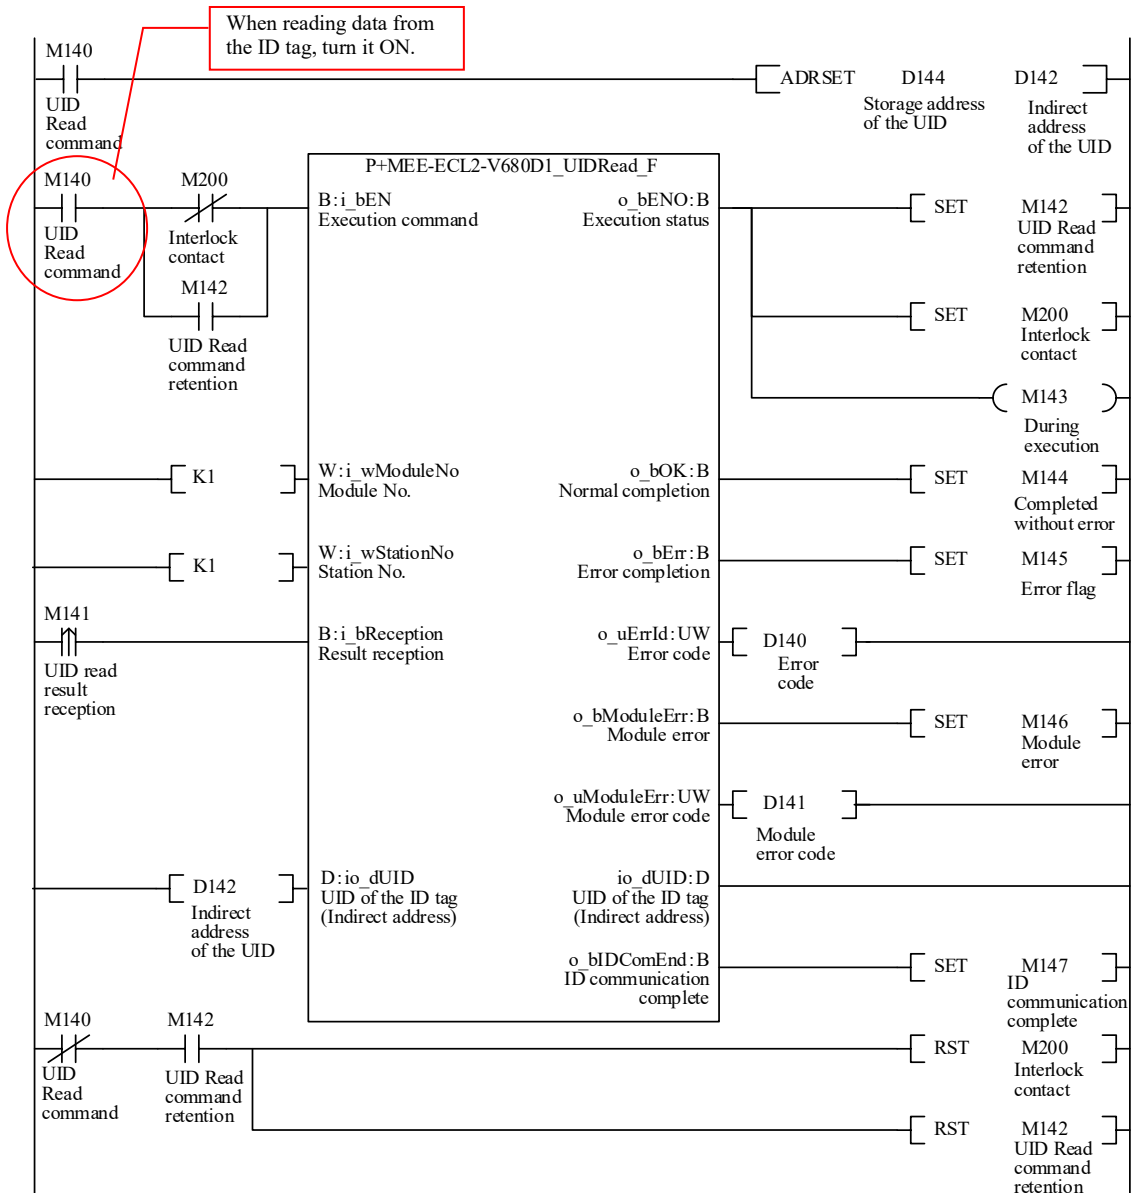 When reading data from
the ID tag, turn it ON.
M140
UID
Read
command
ADRSET D144 D142
Storage address
of the UID
Indirect
address
of the UID
P+MEE-ECL2-V680D1_UIDRead_F
M140
UID
Read
command
M200
Interlock
contact
M142
UID Read
command
retention
B:i_bEN
Execution command
o_bENO:B
Execution status
SET M142
UID Read
command
retention
SET M200
Interlock
contact
M143
During
execution
K1
W:i_wModuleNo
Module No.
o_bOK:B
Normal completion
SET M144
Completed
without error
K1
W:i_wStationNo
Station No.
o_bErr:B
Error completion
SET M145
Error flag
M141
UID read
result
reception
B:i_bReception
Result reception
o_uErrId:UW
Error code
D140
Error
code
o_bModuleErr:B
Module error
SET M146
Module
error
o_uModuleErr:UW
Module error code
D141
Module
error code
D142
Indirect
address
of the UID
D:io_dUID
UID of the ID tag
(Indirect address)
io_dUID:D
UID of the ID tag
(Indirect address)
o_bIDComEnd:B
ID communication
complete
SET M147
ID
communication
complete
M140
UID
Read
command
M142
UID Read
command
retention
RST M200
Interlock
contact
RST M142
UID Read
command
retention